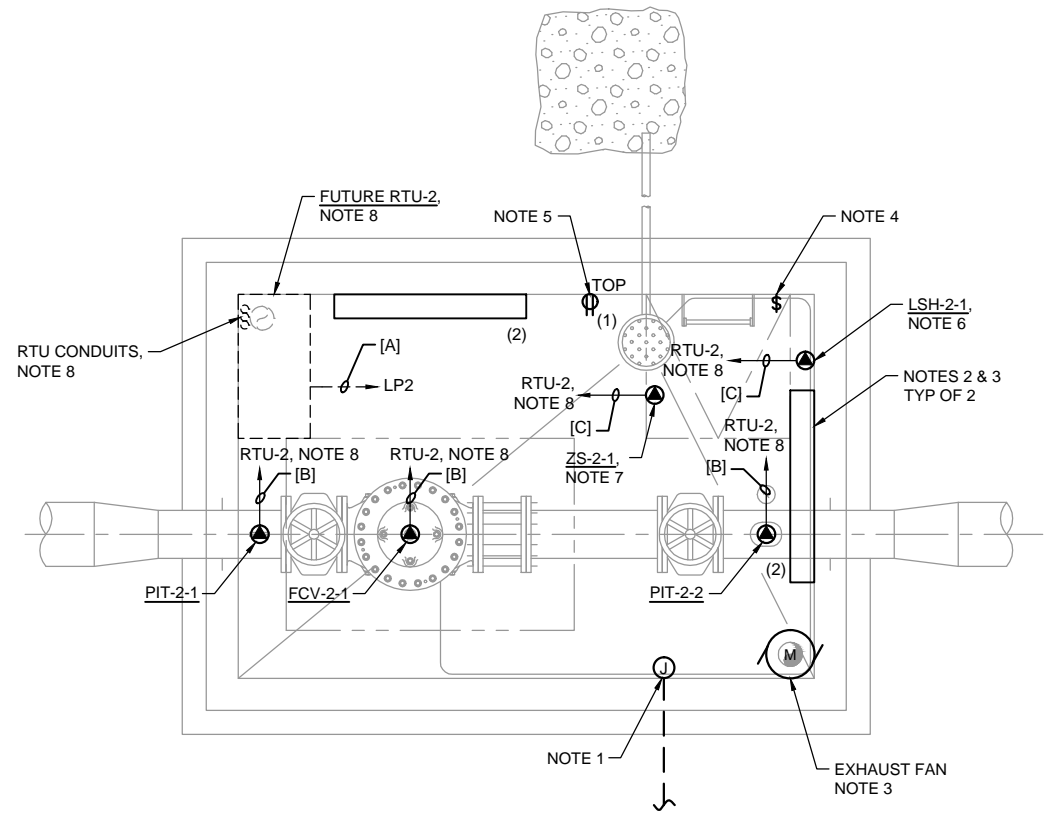 FUTURE RTU-2,
NOTE 8
NOTE 5
NOTE 4
TOP
(1)
(2)
LSH-2-1,
NOTE 6
RTU CONDUITS,
NOTE 8
[A]
LP2
RTU-2,
NOTE 8
[C]
NOTES 2 & 3
TYP OF 2
RTU-2,
NOTE 8
[C]
ZS-2-1,
NOTE 7
RTU-2,
NOTE 8
[B]
RTU-2, NOTE 8
[B]
RTU-2, NOTE 8
[B]
PIT-2-1
FCV-2-1
PIT-2-2
(2)
J
M
NOTE 1
EXHAUST FAN
NOTE 3
$